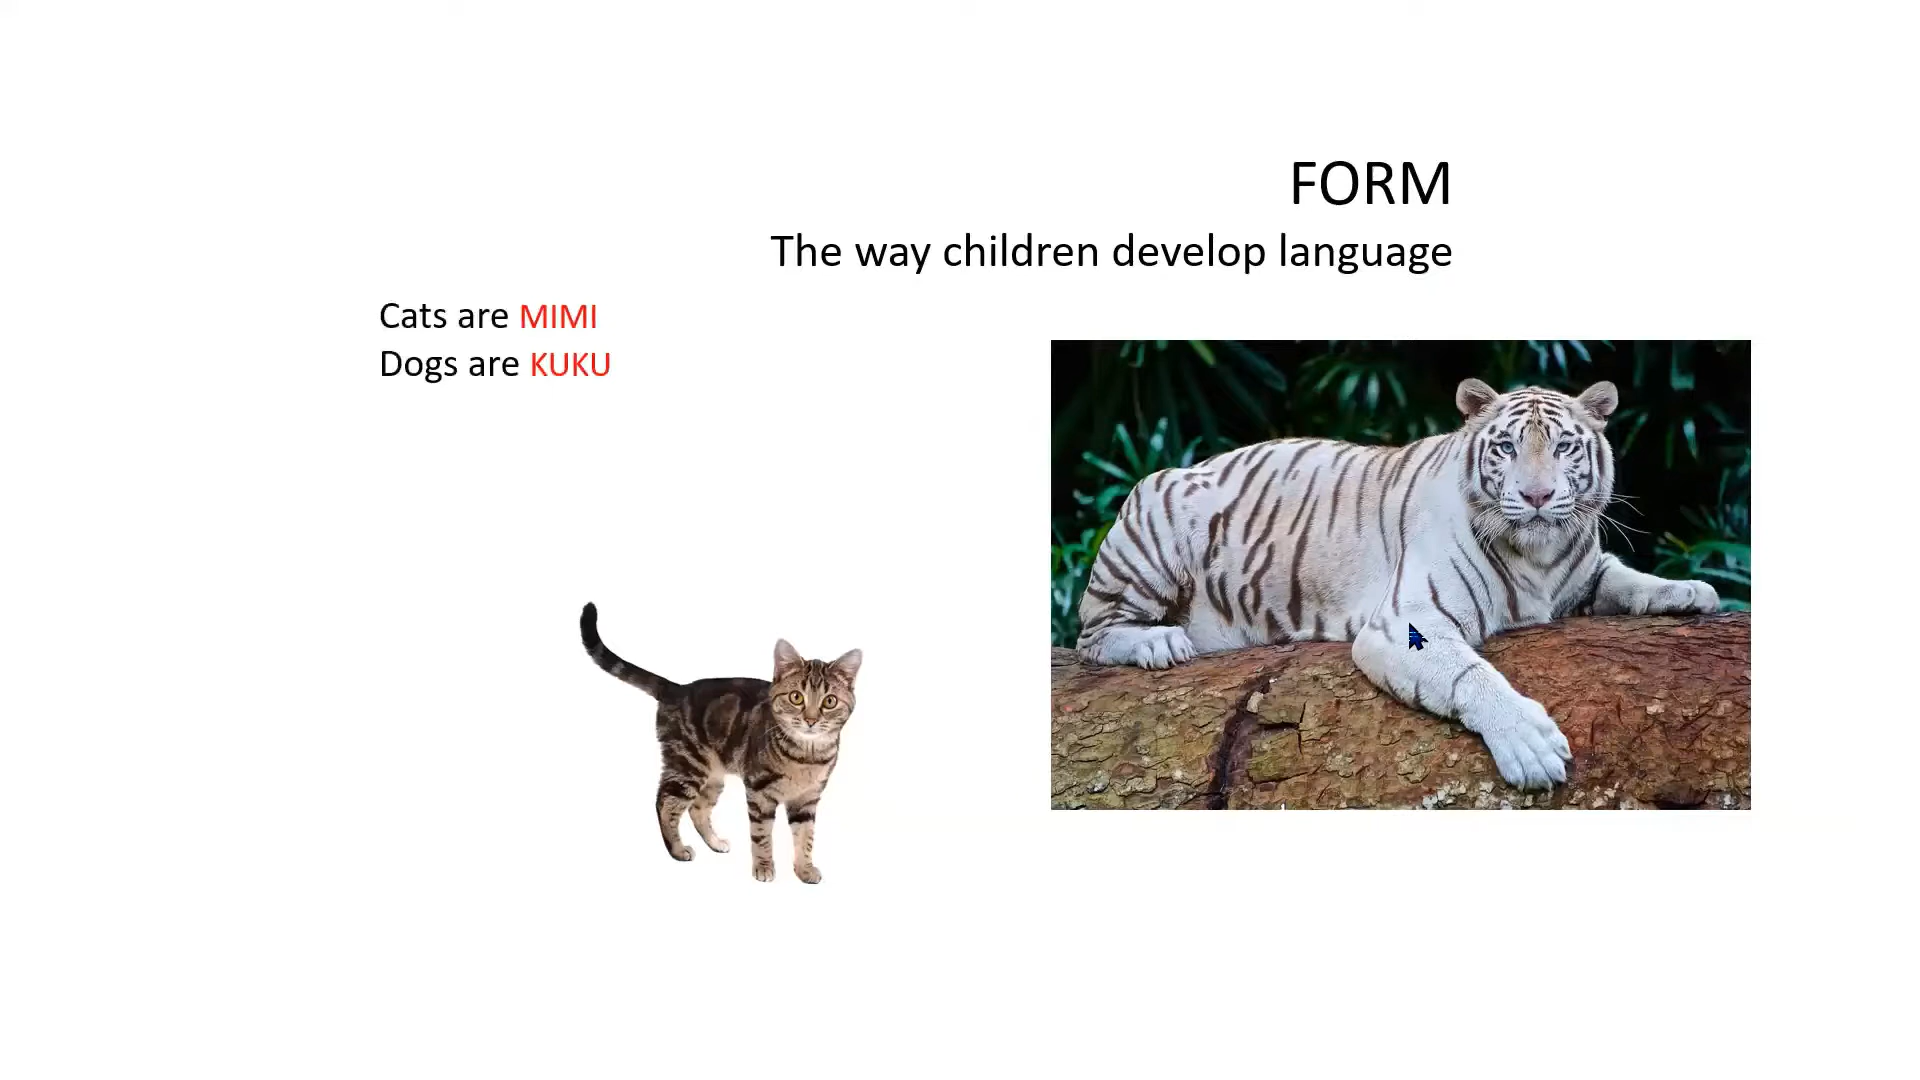 FORM
The way children develop language
Cats are MIMI
Dogs are KUKU